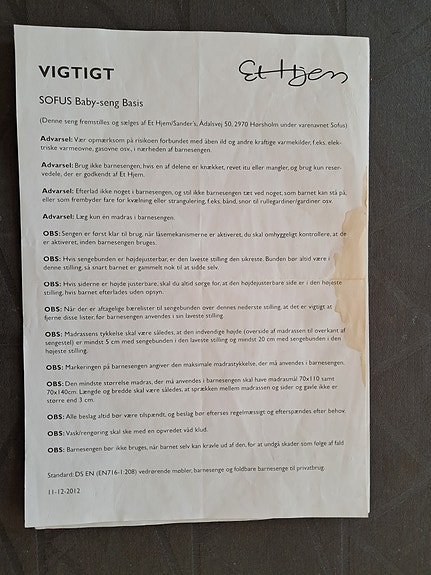 VIGTIGT
Et Hjem
SOFUS Baby-seng Basis
(Denne seng fremstilles og sælges af Et Hjem/Sander's, Ådalsvej 50, 2970 Hørsholm under varenavnet Sofus)
Advarsel: Vær opmærksom på risikoen forbundet med åben ild og andre kraftige varmekilder, f.eks. elek-
triske varmeovne, gasovne osv., i nærheden af barnesengen.
Advarsel: Brug ikke barnesengen, hvis en af delene er knækket, revet itu eller mangler, og brug kun reser-
vedele, der er godkendt af Et Hjem.
Advarsel: Efterlad ikke noget i barnesengen, og stil ikke barnesengen tæt ved noget, som barnet kan stå på,
eller som frembyder fare for kvælning eller strangulering, f.eks. bånd, snor til rullegardiner/gardiner osv.
Advarsel: Læg kun én madras i barnesengen.
OBS: Sengen er først klar til brug, når låsemekanismerne er aktiveret, du skal omhyggeligt kontrollere, at de
er aktiveret, inden barnesengen bruges.
OBS: Hvis sengebunden er højdejusterbar, er den laveste stilling den sikreste. Bunden bør altid være i
denne stilling, så snart barnet er gammelt nok til at sidde selv.
OBS: Hvis siderne er højde justerbare, skal du altid sørge for, at den højdejusterbare side er i den højeste
stilling, hvis barnet efterlades uden opsyn.
OBS: Når der er aftagelige bærelister til sengebunden over dennes nederste stilling, at det er vigtigt at
fjerne disse lister, før barnesengen anvendes i sin laveste stilling.
OBS: Madrassens tykkelse skal være således, at den indvendige højde (overside af madrassen til overkant af
sengestel) er mindst 5 cm med sengebunden i den laveste stilling og mindst 20 cm med sengebunden i den
højeste stilling.
OBS: Markeringen på barnesengen angiver den maksimale madrastykkelse, der må anvendes i barnesengen.
OBS: Den mindste størrelse madras, der må anvendes i barnesengen skal have madrasmål 70x110 samt
70x140cm. Længde og bredde skal være således, at sprækken mellem madrassen og sider og gavle ikke er
større end 3 cm.
OBS: Alle beslag altid bør være tilspændt, og beslag bør efterses regelmæssigt og efterspændes efter behov.
OBS: Vask/rengøring skal ske med en opvredet våd klud.
OBS: Barnesengen bør ikke bruges, når barnet selv kan kravle ud af den, for at undgå skader som følge af fald
Standard: DS EN (EN716-1:208) vedrørende møbler, barnesenge og foldbare barnesenge til privatbrug.
11-12-2012